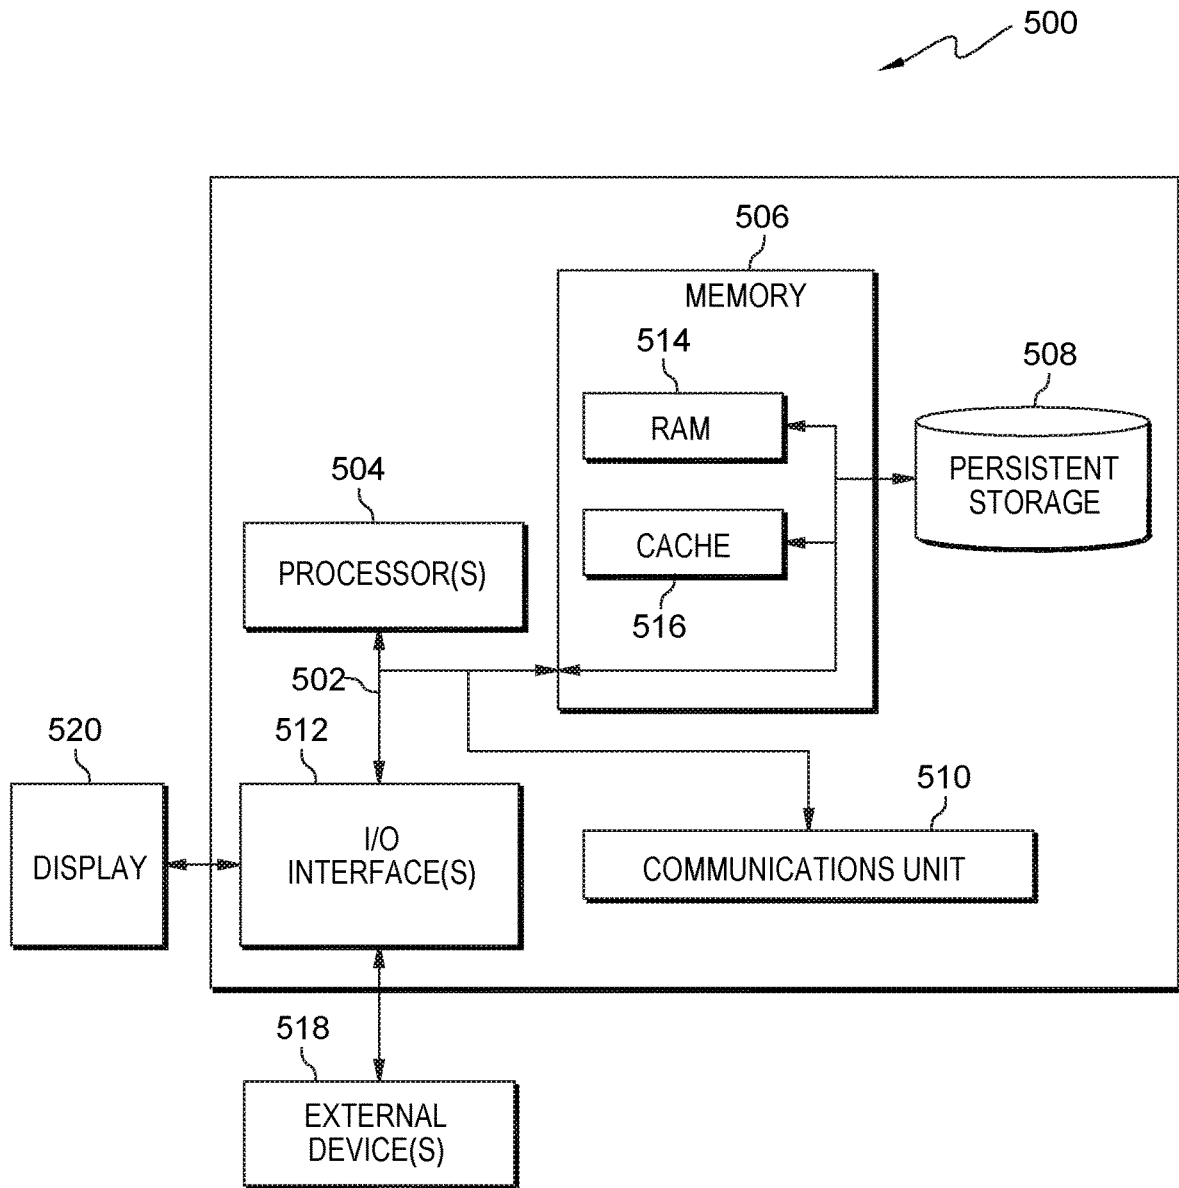 500
506
MEMORY
514
RAM
508
PERSISTENT
STORAGE
504
PROCESSOR(S)
CACHE
516
502
520
512
DISPLAY
I/O
INTERFACE(S)
510
COMMUNICATIONS UNIT
518
EXTERNAL
DEVICE(S)